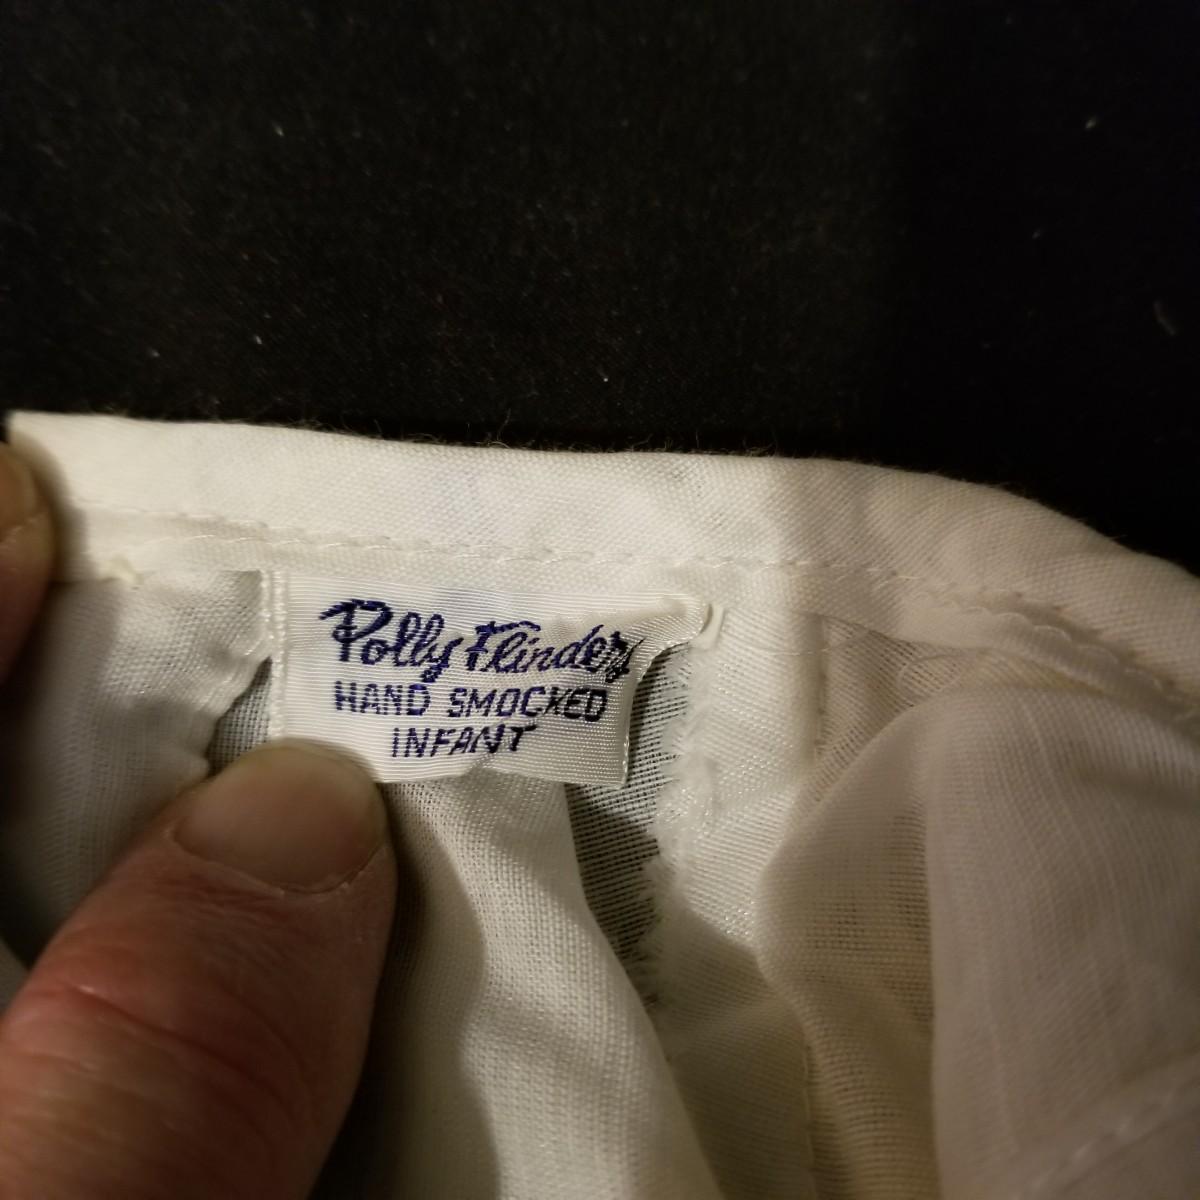 Polly Flinders
HAND SMOCKED
INFANT